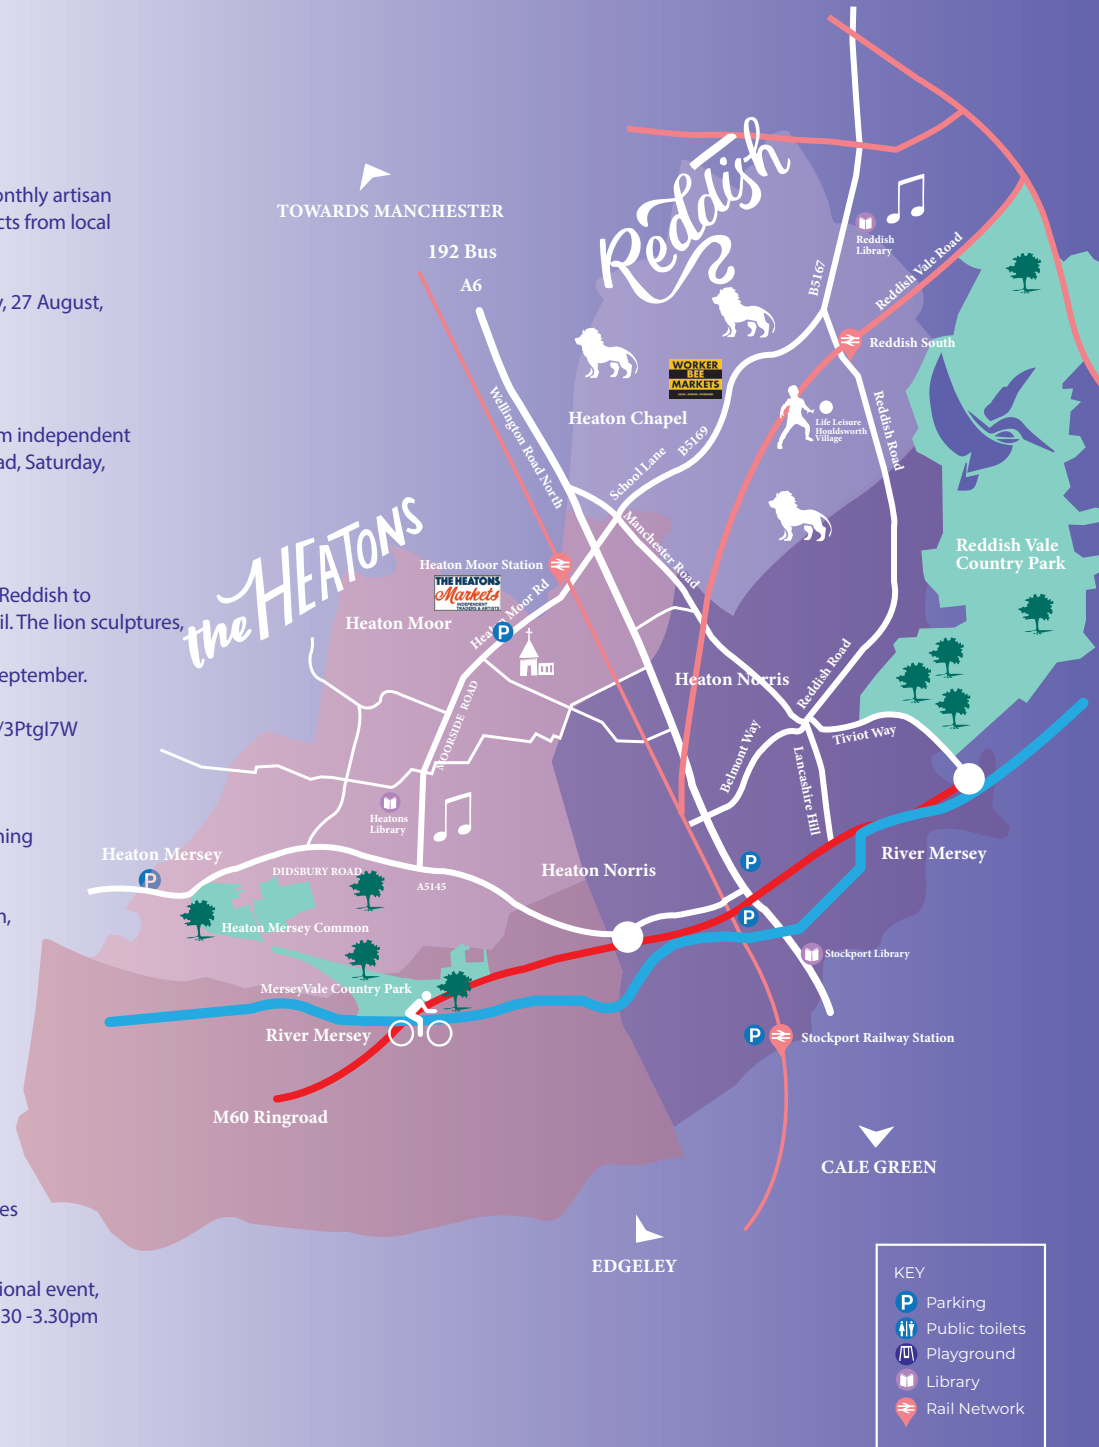 onthly artisan
cts from local
y, 27 August,
m independent
ad, Saturday,
Reddish to
il. The lion sculptures,
eptember.
/3PtgI7W
ning
n,
es
ional event,
30 -3.30pm
TOWARDS MANCHESTER
192 Bus
A6
Reddish
Reddish
Library
B5167
Reddish Vale Road
Reddish South
WORKER
BEE
MARKETS
Heaton Chapel
Life Leisure
Houldsworth
Village
Wellington Road North
School Lane
B5169
Reddish Road
Manchester Road
the HEATONS
Heaton Moor Station
THE HEATONS
Markets
INDEPENDENT
TRADERS & ARTISTS
Heaton Moor Rd
P
Heaton Moor
Reddish Vale
Country Park
Heaton Norris
Reddish Road
MOORSIDE ROAD
Belmont Way
Lancashire Hill
Tiviot Way
Heatons
Library
Heaton Mersey
P
DIDSBURY ROAD
A5145
Heaton Norris
P
River Mersey
P
Heaton Mersey Common
Stockport Library
MerseyVale Country Park
River Mersey
P
Stockport Railway Station
M60 Ringroad
CALE GREEN
EDGELEY
KEY
P Parking
Public toilets
Playground
Library
Rail Network